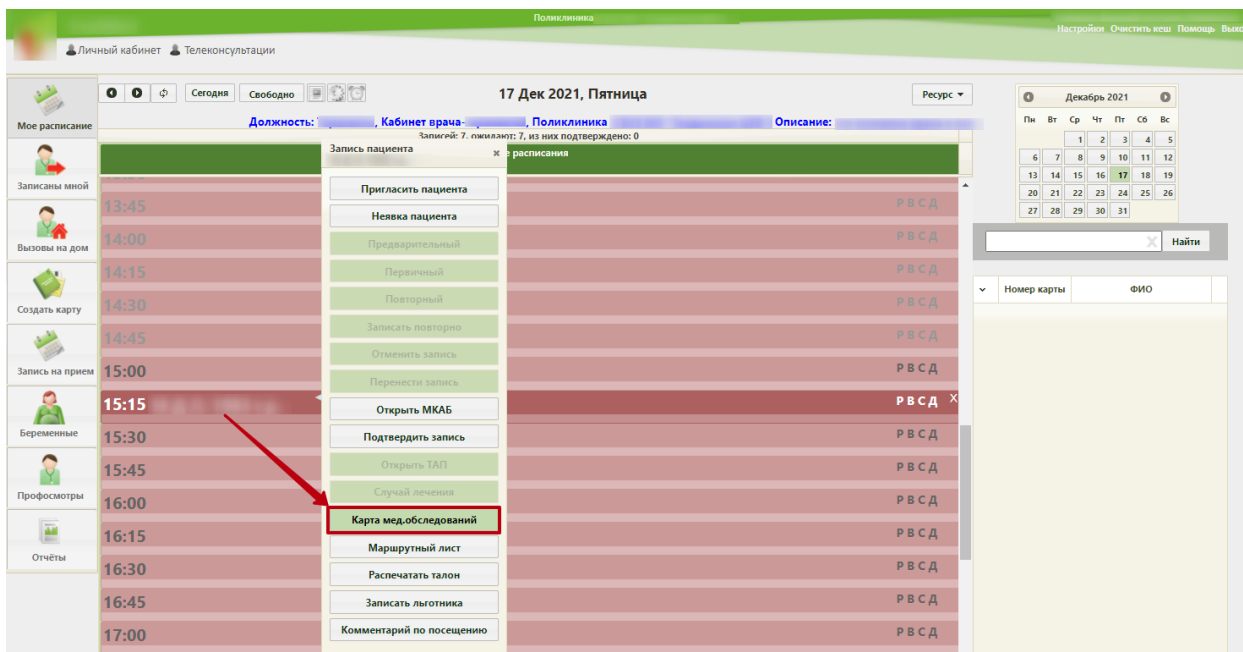 Поликлиника
Настройки Очистить кеш Помощь Выхо
Личный кабинет Телеконсультации
Мое расписание
Записаны мной
Вызовы на дом
Создать карту
Запись на прием
Беременные
Профосмотры
Отчёты
Сегодня Свободно
17 Дек 2021, Пятница
Ресурс
Должность: , Кабинет врача- , Поликлиника Описание:
Записей: 7, ожидают: 7, из них подтверждено: 0
е расписания
13:45 Р В С Д
14:00 Р В С Д
14:15 Р В С Д
14:30 Р В С Д
14:45 Р В С Д
15:00 Р В С Д
15:15 Р В С Д X
15:30 Р В С Д
15:45 Р В С Д
16:00 Р В С Д
16:15 Р В С Д
16:30 Р В С Д
16:45 Р В С Д
17:00 Р В С Д
Запись пациента ×
Пригласить пациента
Неявка пациента
Предварительный
Первичный
Повторный
Записать повторно
Отменить запись
Перенести запись
Открыть МКАБ
Подтвердить запись
Открыть ТАП
Случай лечения
Карта мед.обследований
Маршрутный лист
Распечатать талон
Записать льготника
Комментарий по посещению
Декабрь 2021
Пн Вт Ср Чт Пт Сб Вс
1 2 3 4 5
6 7 8 9 10 11 12
13 14 15 16 17 18 19
20 21 22 23 24 25 26
27 28 29 30 31
X Найти
Номер карты ФИО